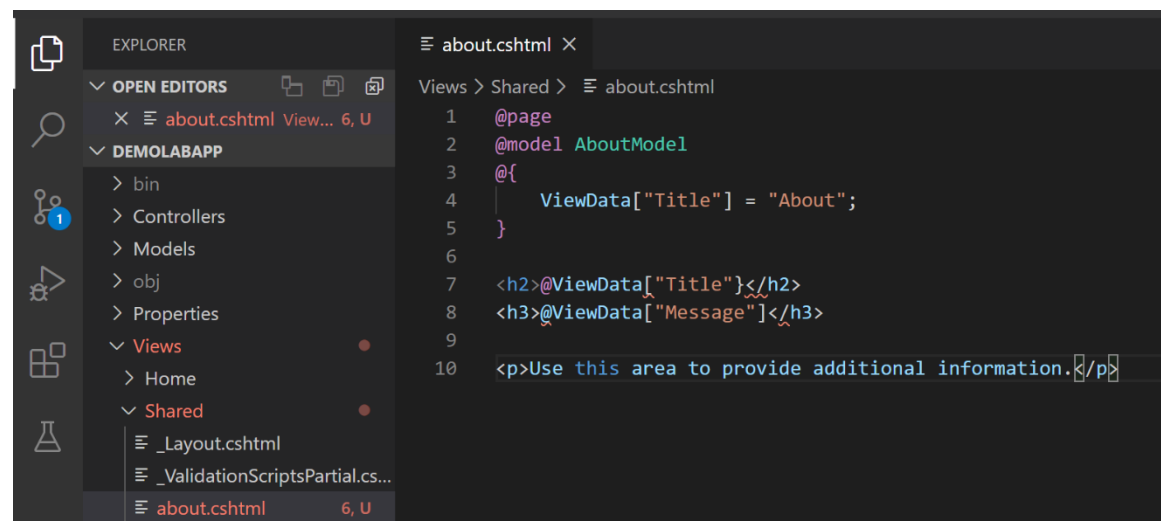 EXPLORER
OPEN EDITORS
about.cshtml View... 6, U
DEMOLABAPP
bin
Controllers
Models
obj
Properties
Views
Home
Shared
_Layout.cshtml
_ValidationScriptsPartial.cs...
about.cshtml 6, U
1
about.cshtml
Views > Shared > about.cshtml
1 @page
2 @model AboutModel
3 @{
4     ViewData["Title"] = "About";
5 }
6
7 <h2>@ViewData["Title"}</h2>
8 <h3>@ViewData["Message"]</h3>
9
10 <p>Use this area to provide additional information.</p>